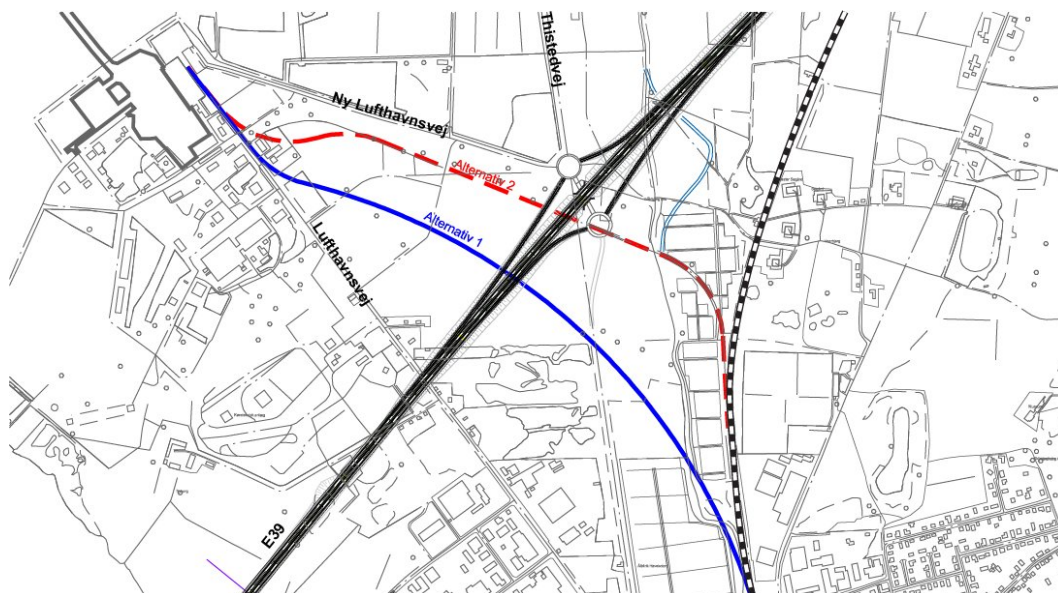 Thistedvej
Ny Lufthavnsvej
Alternativ 2
Alternativ 1
Lufthavnsvej
E39